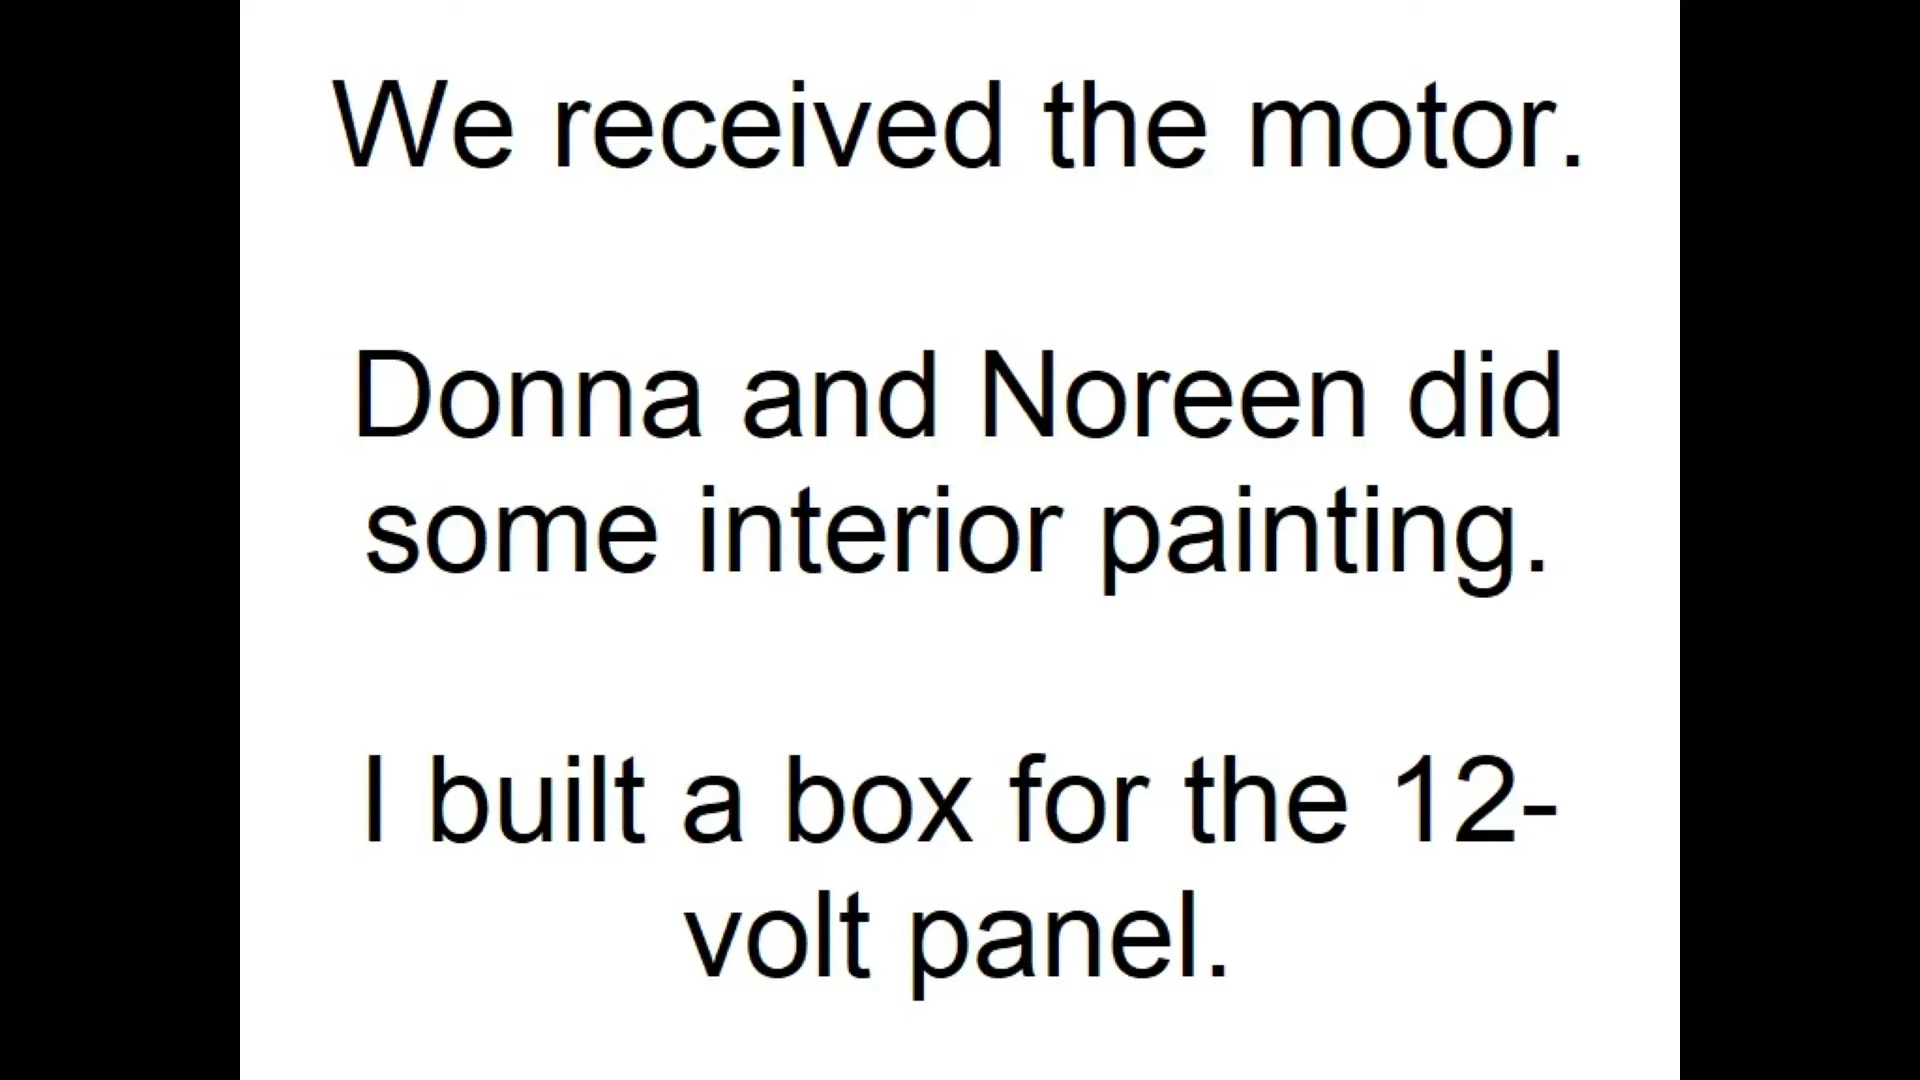 We received the motor.
Donna and Noreen did
some interior painting.
I built a box for the 12-
volt panel.